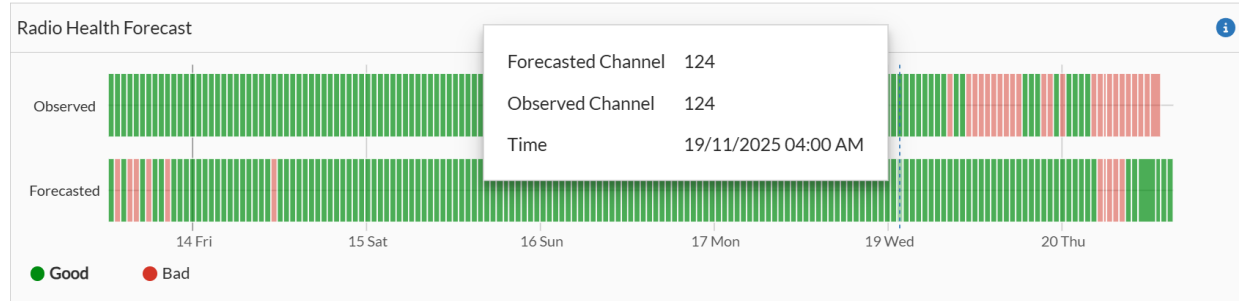 Radio Health Forecast
Forecasted Channel 124
Observed Channel 124
Time 19/11/2025 04:00 AM
Observed
Forecasted
14 Fri 15 Sat 16 Sun 17 Mon 19 Wed 20 Thu
Good Bad